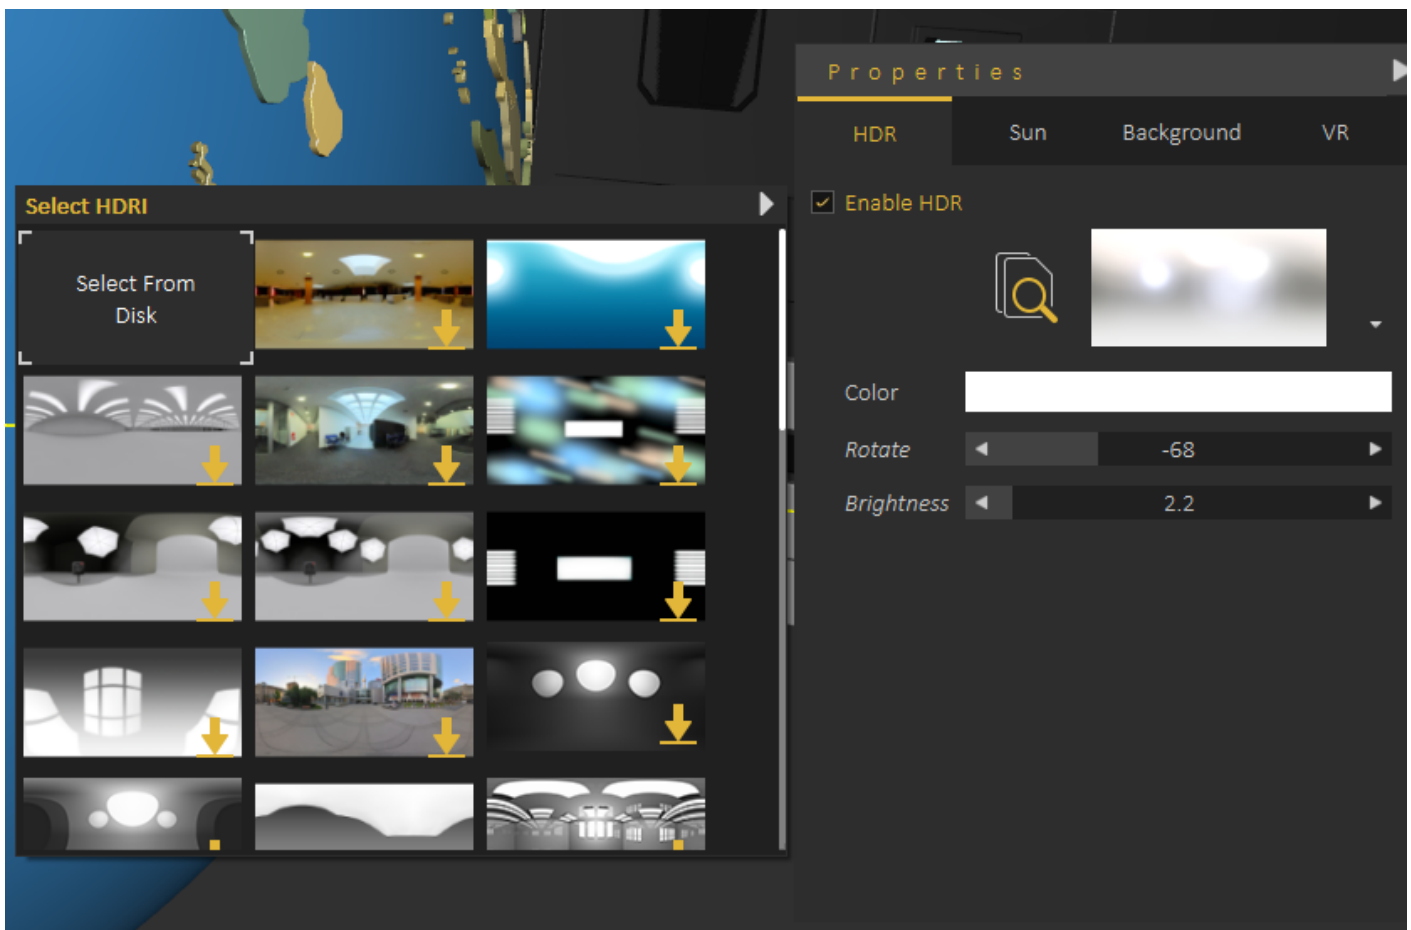 Properties
HDR Sun Background VR
Select HDRI
Enable HDR
Select From
Disk
Color
Rotate -68
Brightness 2.2